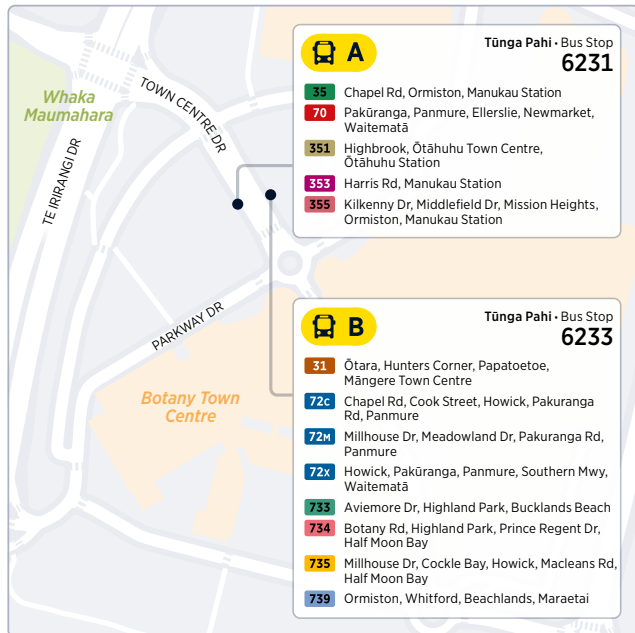 Whaka
Maumahara
TOWN CENTRE DR
TE IRIRANGI DR
PARKWAY DR
Botany Town
Centre
A
Tūnga Pahi • Bus Stop
6231
35 Chapel Rd, Ormiston, Manukau Station
70 Pakūranga, Panmure, Ellerslie, Newmarket,
Waitematā
351 Highbrook, Ōtāhuhu Town Centre,
Ōtāhuhu Station
353 Harris Rd, Manukau Station
355 Kilkenny Dr, Middlefield Dr, Mission Heights,
Ormiston, Manukau Station
B
Tūnga Pahi • Bus Stop
6233
31 Ōtara, Hunters Corner, Papatoetoe,
Māngere Town Centre
72C Chapel Rd, Cook Street, Howick, Pakuranga
Rd, Panmure
72M Millhouse Dr, Meadowland Dr, Pakuranga Rd,
Panmure
72X Howick, Pakūranga, Panmure, Southern Mwy,
Waitematā
733 Aviemore Dr, Highland Park, Bucklands Beach
734 Botany Rd, Highland Park, Prince Regent Dr,
Half Moon Bay
735 Millhouse Dr, Cockle Bay, Howick, Macleans Rd,
Half Moon Bay
739 Ormiston, Whitford, Beachlands, Maraetai